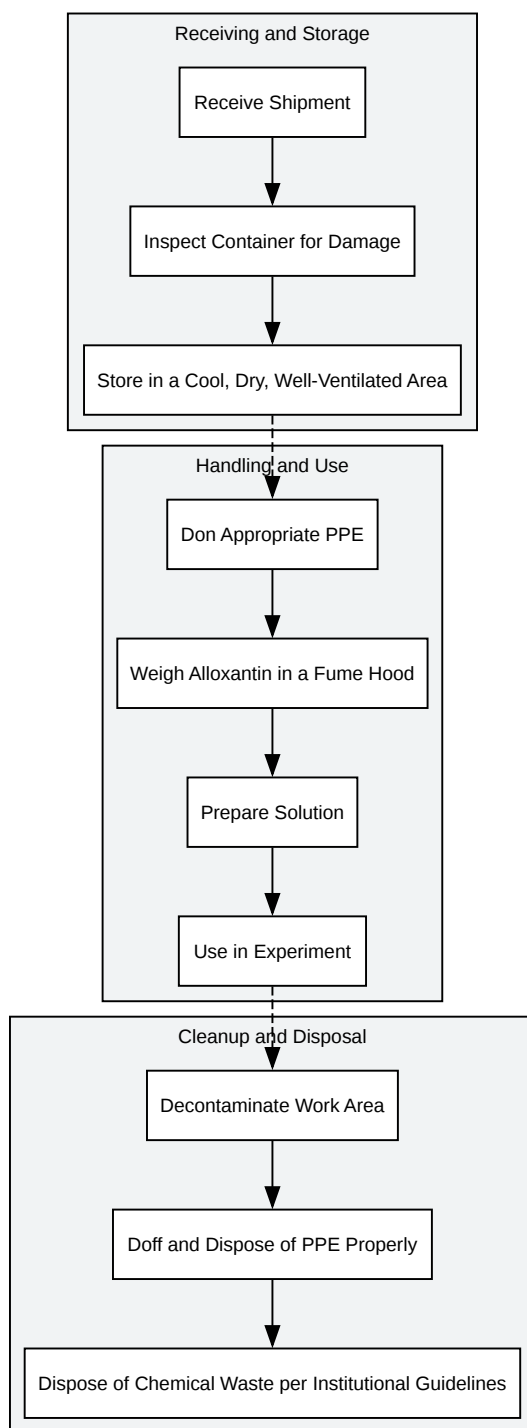 Receiving and Storage
Receive Shipment
Inspect Container for Damage
Store in a Cool, Dry, Well-Ventilated Area
Handling and Use
Don Appropriate PPE
Weigh Alloxantin in a Fume Hood
Prepare Solution
Use in Experiment
Cleanup and Disposal
Decontaminate Work Area
Doff and Dispose of PPE Properly
Dispose of Chemical Waste per Institutional Guidelines